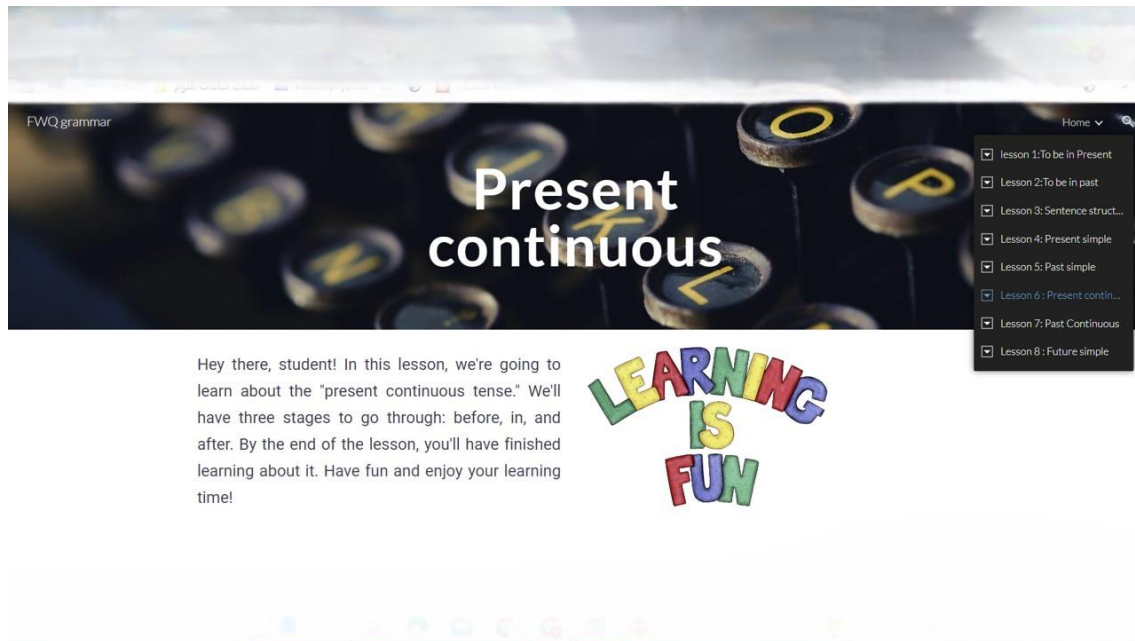 FWQ grammar
Home
Present
continuous
lesson 1:To be in Present
Lesson 2:To be in past
Lesson 3: Sentence struct...
Lesson 4: Present simple
Lesson 5: Past simple
Lesson 6 : Present contin...
Lesson 7: Past Continuous
Lesson 8 : Future simple
Hey there, student! In this lesson, we're going to
learn about the "present continuous tense." We'll
have three stages to go through: before, in, and
after. By the end of the lesson, you'll have finished
learning about it. Have fun and enjoy your learning
time!
LEARNING
IS
FUN
O
P
J
K
L
N